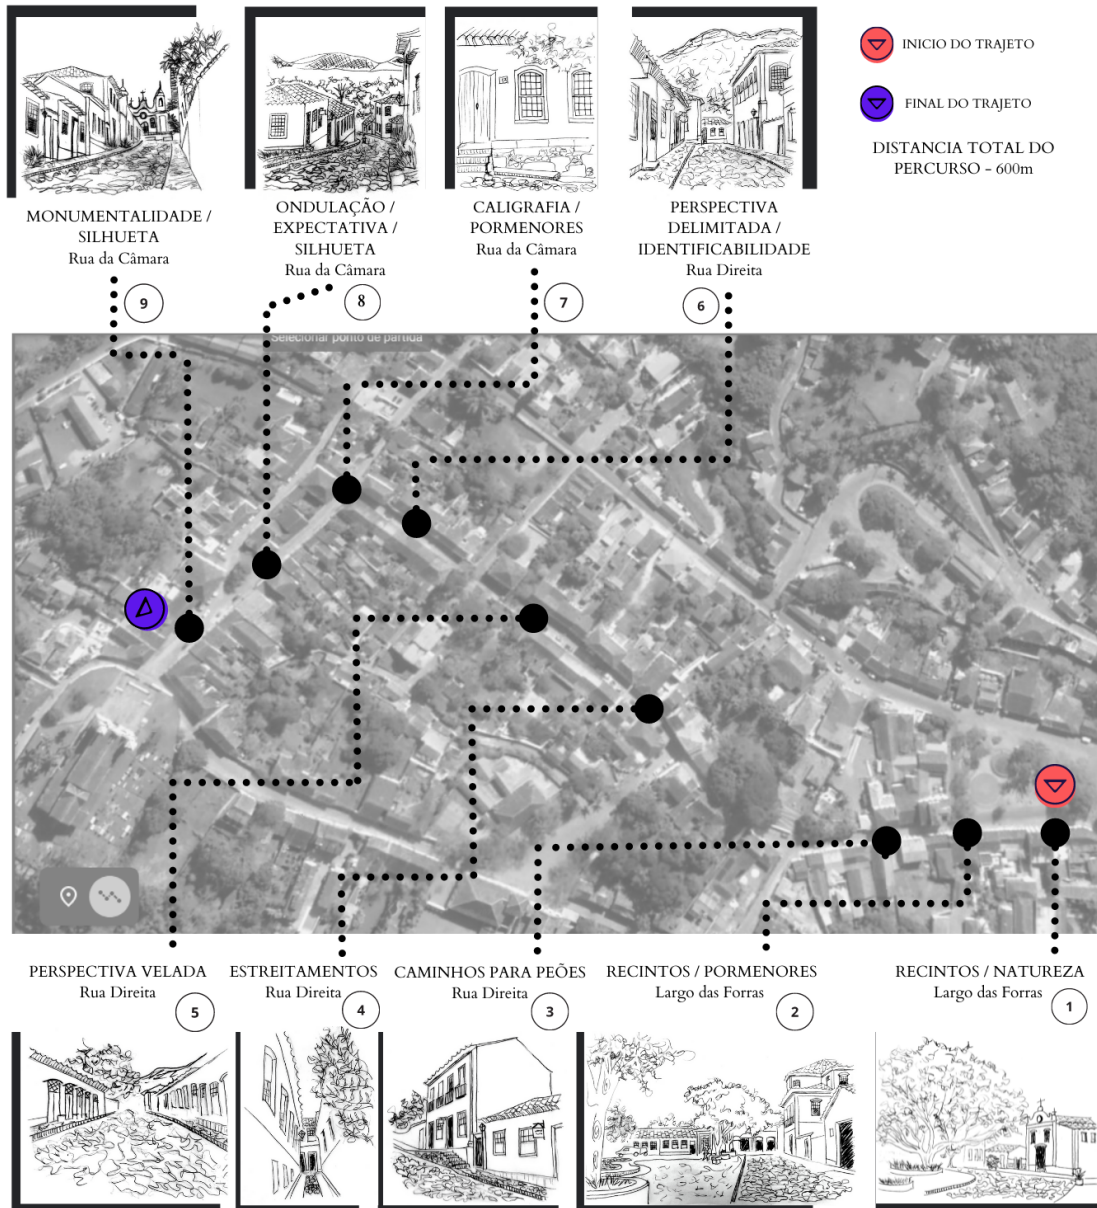 INICIO DO TRAJETO
FINAL DO TRAJETO
DISTANCIA TOTAL DO
PERCURSO - 600m
MONUMENTALIDADE /
SILHUETA
Rua da Câmara
9
ONDULAÇÃO /
EXPECTATIVA /
SILHUETA
Rua da Câmara
8
CALIGRAFIA /
PORMENORES
Rua da Câmara
7
PERSPECTIVA
DELIMITADA /
IDENTIFICABILIDADE
Rua Direita
6
Selecionar ponto de partida
PERSPECTIVA VELADA
Rua Direita
5
ESTREITAMENTOS
Rua Direita
4
CAMINHOS PARA PEÕES
Rua Direita
3
RECINTOS / PORMENORES
Largo das Forras
2
RECINTOS / NATUREZA
Largo das Forras
1